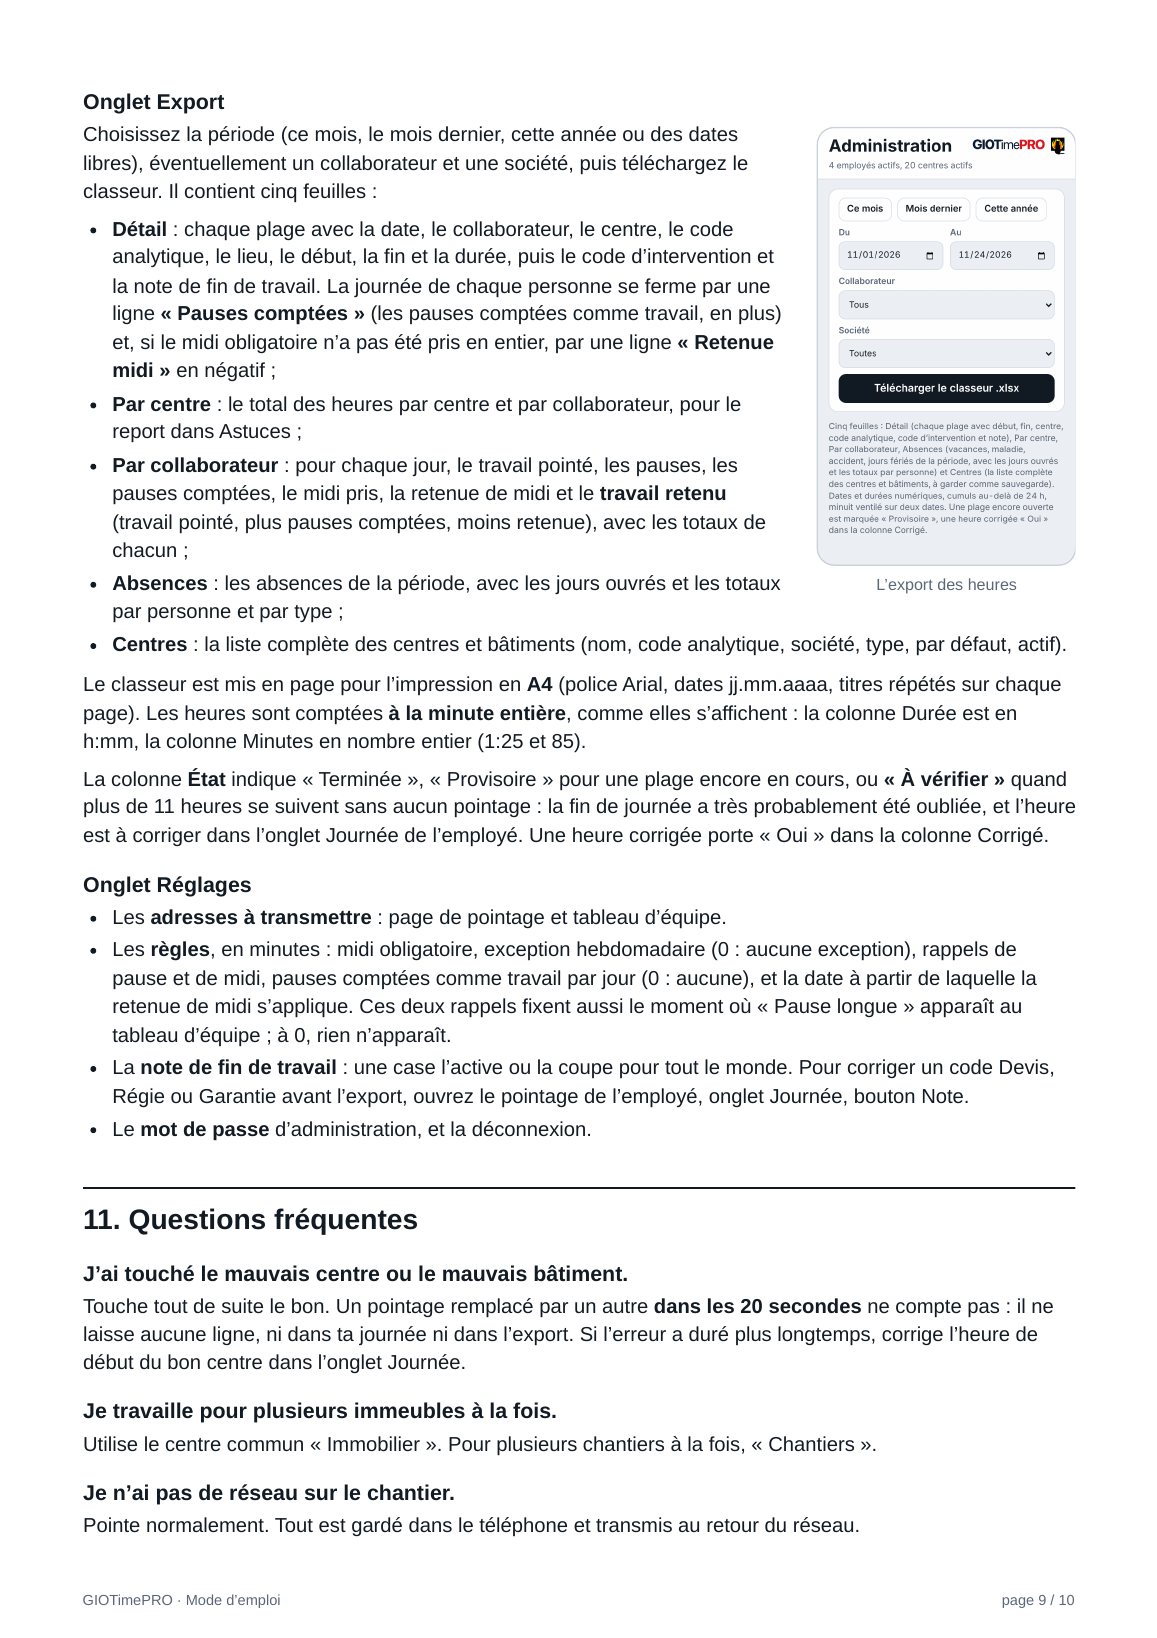 Onglet Export
Choisissez la période (ce mois, le mois dernier, cette année ou des dates
libres), éventuellement un collaborateur et une société, puis téléchargez le
classeur. Il contient cinq feuilles :
• Détail : chaque plage avec la date, le collaborateur, le centre, le code
analytique, le lieu, le début, la fin et la durée, puis le code d’intervention et
la note de fin de travail. La journée de chaque personne se ferme par une
ligne « Pauses comptées » (les pauses comptées comme travail, en plus)
et, si le midi obligatoire n’a pas été pris en entier, par une ligne « Retenue
midi » en négatif ;
• Par centre : le total des heures par centre et par collaborateur, pour le
report dans Astuces ;
• Par collaborateur : pour chaque jour, le travail pointé, les pauses, les
pauses comptées, le midi pris, la retenue de midi et le travail retenu
(travail pointé, plus pauses comptées, moins retenue), avec les totaux de
chacun ;
• Absences : les absences de la période, avec les jours ouvrés et les totaux
par personne et par type ;
• Centres : la liste complète des centres et bâtiments (nom, code analytique, société, type, par défaut, actif).
Administration
GIOTimePRO
4 employés actifs, 20 centres actifs
Ce mois
Mois dernier
Cette année
Du
Au
11/01/2026
11/24/2026
Collaborateur
Tous
Société
Toutes
Télécharger le classeur .xlsx
Cinq feuilles : Détail (chaque plage avec début, fin, centre,
code analytique, code d’intervention et note), Par centre,
Par collaborateur, Absences (vacances, maladie,
accident, jours fériés de la période, avec les jours ouvrés
et les totaux par personne) et Centres (la liste complète
des centres et bâtiments, à garder comme sauvegarde).
Dates et durées numériques, cumuls au-delà de 24 h,
minuit ventilé sur deux dates. Une plage encore ouverte
est marquée « Provisoire », une heure corrigée « Oui »
dans la colonne Corrigé.
L’export des heures
Le classeur est mis en page pour l’impression en A4 (police Arial, dates jj.mm.aaaa, titres répétés sur chaque
page). Les heures sont comptées à la minute entière, comme elles s’affichent : la colonne Durée est en
h:mm, la colonne Minutes en nombre entier (1:25 et 85).
La colonne État indique « Terminée », « Provisoire » pour une plage encore en cours, ou « À vérifier » quand
plus de 11 heures se suivent sans aucun pointage : la fin de journée a très probablement été oubliée, et l’heure
est à corriger dans l’onglet Journée de l’employé. Une heure corrigée porte « Oui » dans la colonne Corrigé.
Onglet Réglages
• Les adresses à transmettre : page de pointage et tableau d’équipe.
• Les règles, en minutes : midi obligatoire, exception hebdomadaire (0 : aucune exception), rappels de
pause et de midi, pauses comptées comme travail par jour (0 : aucune), et la date à partir de laquelle la
retenue de midi s’applique. Ces deux rappels fixent aussi le moment où « Pause longue » apparaît au
tableau d’équipe ; à 0, rien n’apparaît.
• La note de fin de travail : une case l’active ou la coupe pour tout le monde. Pour corriger un code Devis,
Régie ou Garantie avant l’export, ouvrez le pointage de l’employé, onglet Journée, bouton Note.
• Le mot de passe d’administration, et la déconnexion.
11. Questions fréquentes
J’ai touché le mauvais centre ou le mauvais bâtiment.
Touche tout de suite le bon. Un pointage remplacé par un autre dans les 20 secondes ne compte pas : il ne
laisse aucune ligne, ni dans ta journée ni dans l’export. Si l’erreur a duré plus longtemps, corrige l’heure de
début du bon centre dans l’onglet Journée.
Je travaille pour plusieurs immeubles à la fois.
Utilise le centre commun « Immobilier ». Pour plusieurs chantiers à la fois, « Chantiers ».
Je n’ai pas de réseau sur le chantier.
Pointe normalement. Tout est gardé dans le téléphone et transmis au retour du réseau.
GIOTimePRO · Mode d’emploi
page 9 / 10